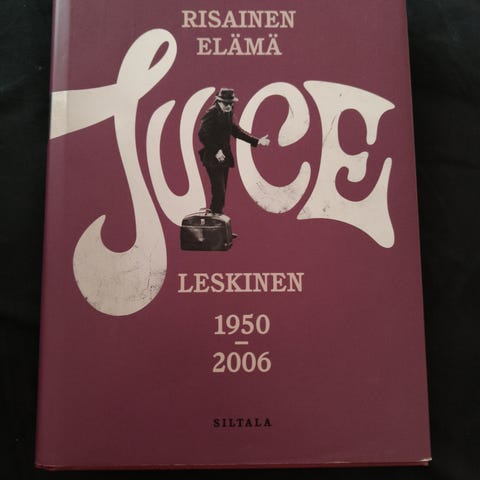 RISAINEN
ELÄMÄ
JUICE
LESKINEN
1950
–
2006
SILTALA